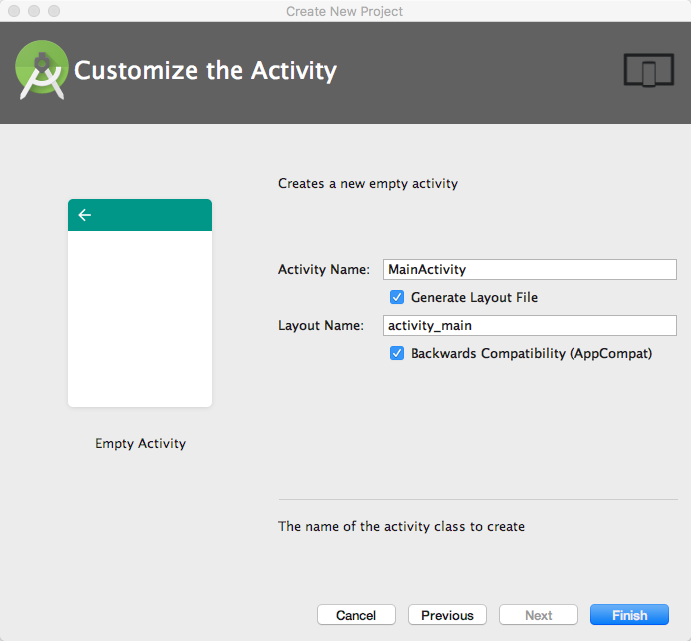 Create New Project
Customize the Activity
Creates a new empty activity
Activity Name: MainActivity
Generate Layout File
Layout Name: activity_main
Backwards Compatibility (AppCompat)
Empty Activity
The name of the activity class to create
Cancel Previous Next Finish